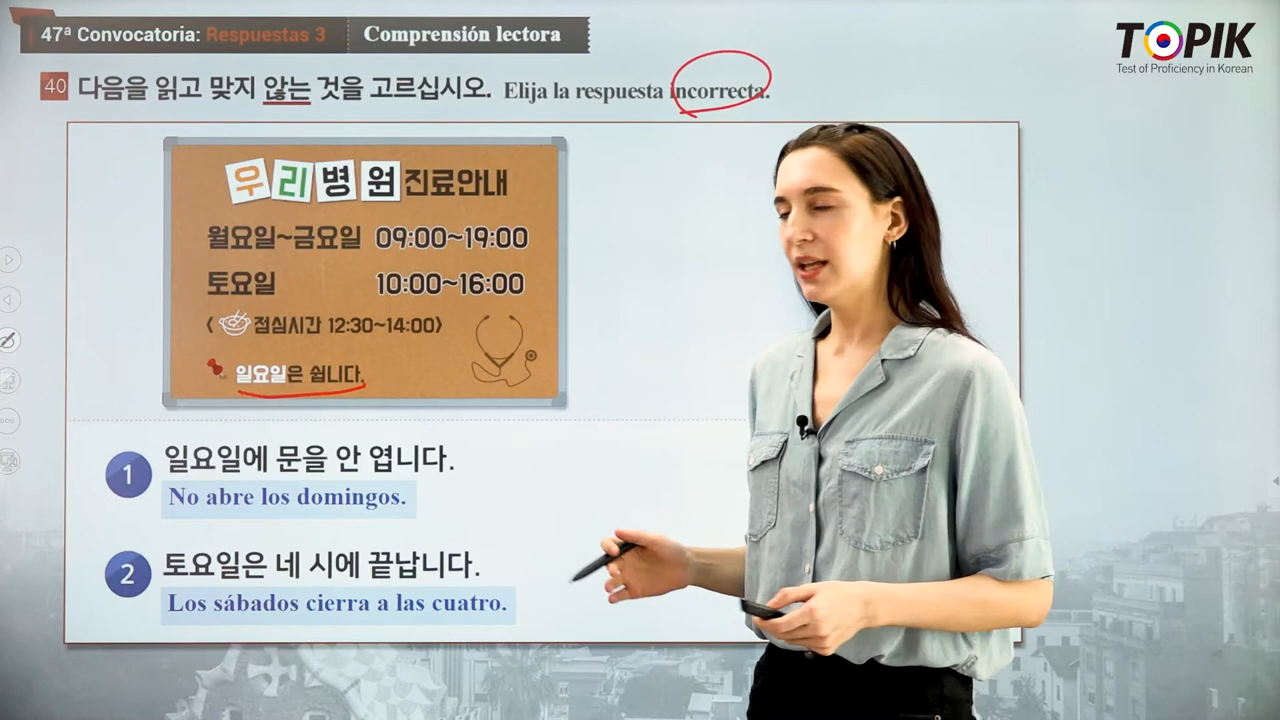 47ª Convocatoria: Respuestas 3 Comprensión lectora
TOPIK
Test of Proficiency in Korean
40 다음을 읽고 맞지 않는 것을 고르십시오. Elija la respuesta incorrecta.
우리병원 진료안내
월요일~금요일 09:00~19:00
토요일 10:00~16:00
< 점심시간 12:30~14:00>
일요일은 쉽니다.
1 일요일에 문을 안 엽니다.
No abre los domingos.
2 토요일은 네 시에 끝납니다.
Los sábados cierra a las cuatro.